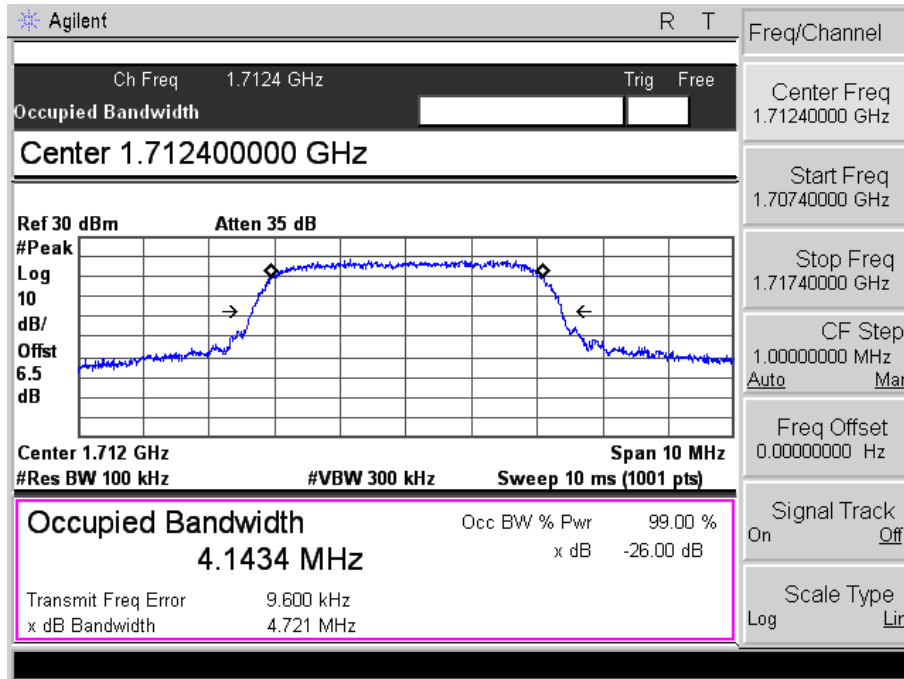 Agilent R T
Freq/Channel
Ch Freq 1.7124 GHz Trig Free
Occupied Bandwidth
Center 1.712400000 GHz
Center Freq
1.71240000 GHz
Start Freq
1.70740000 GHz
Stop Freq
1.71740000 GHz
CF Step
1.00000000 MHz
Auto Man
Freq Offset
0.00000000 Hz
Signal Track
On Off
Scale Type
Log Lin
Ref 30 dBm Atten 35 dB
#Peak
Log
10
dB/
Offst
6.5
dB
Center 1.712 GHz Span 10 MHz
#Res BW 100 kHz #VBW 300 kHz Sweep 10 ms (1001 pts)
Occupied Bandwidth Occ BW % Pwr 99.00 %
4.1434 MHz x dB -26.00 dB
Transmit Freq Error 9.600 kHz
x dB Bandwidth 4.721 MHz